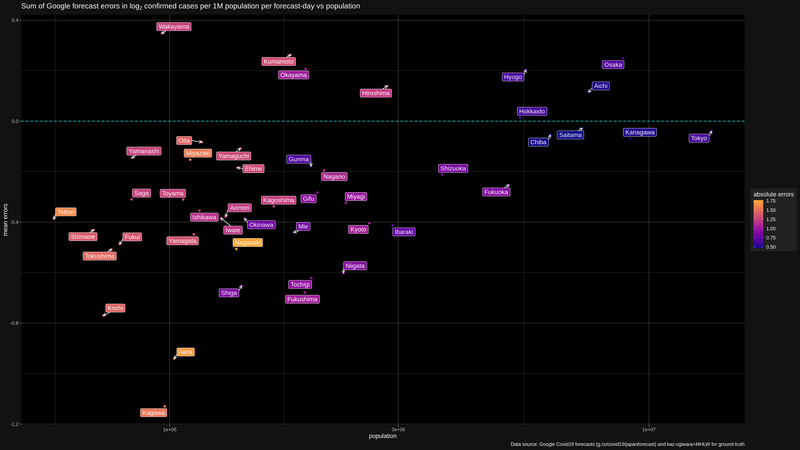 Sum of Google forecast errors in log2 confirmed cases per 1M population per forecast-day vs population
0.4
Wakayama
Kumamoto
Okayama
Osaka
Hyogo
Aichi
Hiroshima
Hokkaido
0.0
Kanagawa
Saitama
Tokyo
Oita
Chiba
Miyazaki
Yamanashi
Yamaguchi
Gunma
Ehime
Shizuoka
Nagano
Fukuoka
Saga
Toyama
Kagoshima
Gifu
Miyagi
absolute errors
1.75
1.50
1.25
1.00
0.75
0.50
mean errors
Aomori
Tottori
Ishikawa
-0.4
Okinawa
Mie
Iwate
Kyoto
Ibaraki
Shimane
Fukui
Yamagata
Nagasaki
Tokushima
Niigata
Tochigi
Shiga
Fukushima
Kochi
-0.8
Akita
Kagawa
-1.2
1e+06
3e+06
1e+07
population
Data source: Google Covid19 forecasts (g.co/covid19/japanforecast) and kaz-ogiwara+MHLW for ground-truth